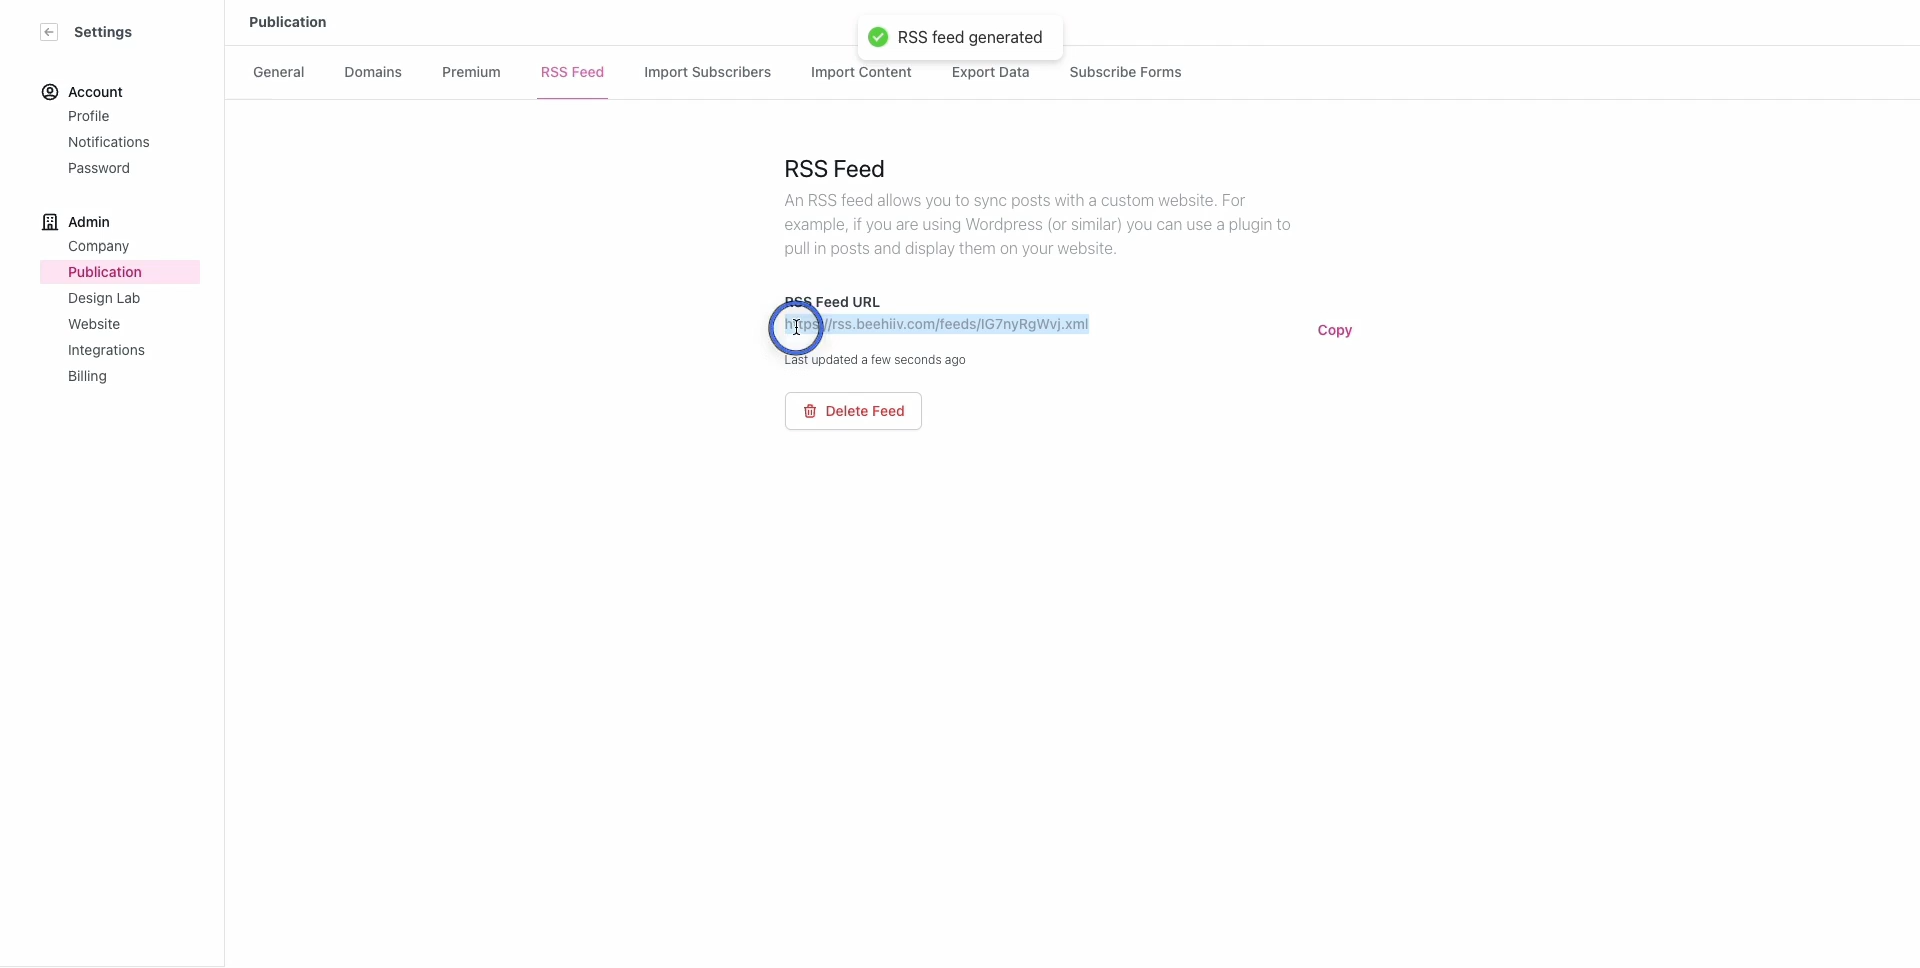 Settings
Account
Profile
Notifications
Password
Admin
Company
Publication
Design Lab
Website
Integrations
Billing
Publication
RSS feed generated
General Domains Premium RSS Feed Import Subscribers Import Content Export Data Subscribe Forms
RSS Feed
An RSS feed allows you to sync posts with a custom website. For
example, if you are using Wordpress (or similar) you can use a plugin to
pull in posts and display them on your website.
RSS Feed URL
https://rss.beehiiv.com/feeds/IG7nyRgWvj.xml
Copy
Last updated a few seconds ago
Delete Feed